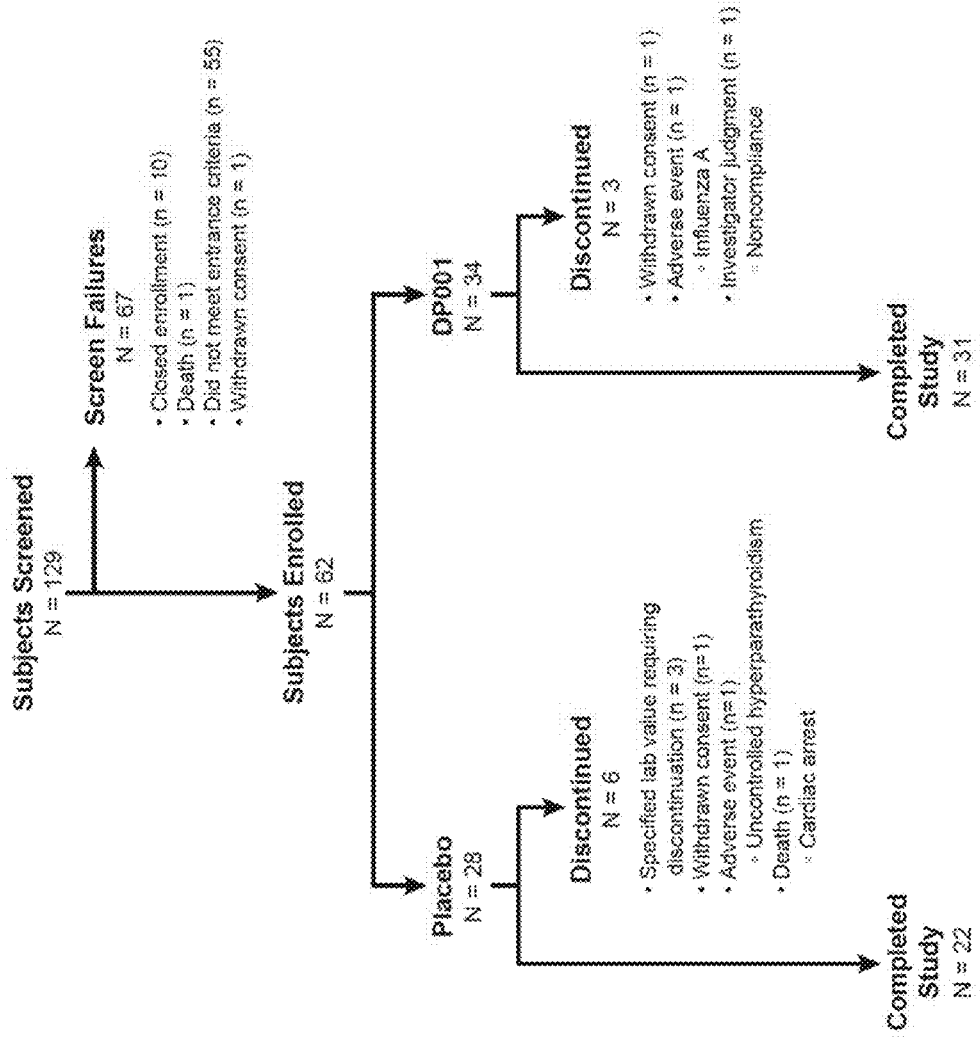 Subjects Screened
N = 129
Screen Failures
N = 67
• Closed enrollment (n = 10)
• Death (n = 1)
• Did not meet entrance criteria (n = 55)
• Withdrawn consent (n = 1)
Subjects Enrolled
N = 62
Placebo
N = 28
Discontinued
N = 6
• Specified lab value requiring
discontinuation (n = 3)
• Withdrawn consent (n=1)
• Adverse event (n=1)
◦ Uncontrolled hyperparathyroidism
• Death (n = 1)
◦ Cardiac arrest
Completed
Study
N = 22
DP001
N = 34
Discontinued
N = 3
• Withdrawn consent (n = 1)
• Adverse event (n = 1)
◦ Influenza A
• Investigator judgment (n = 1)
◦ Noncompliance
Completed
Study
N = 31